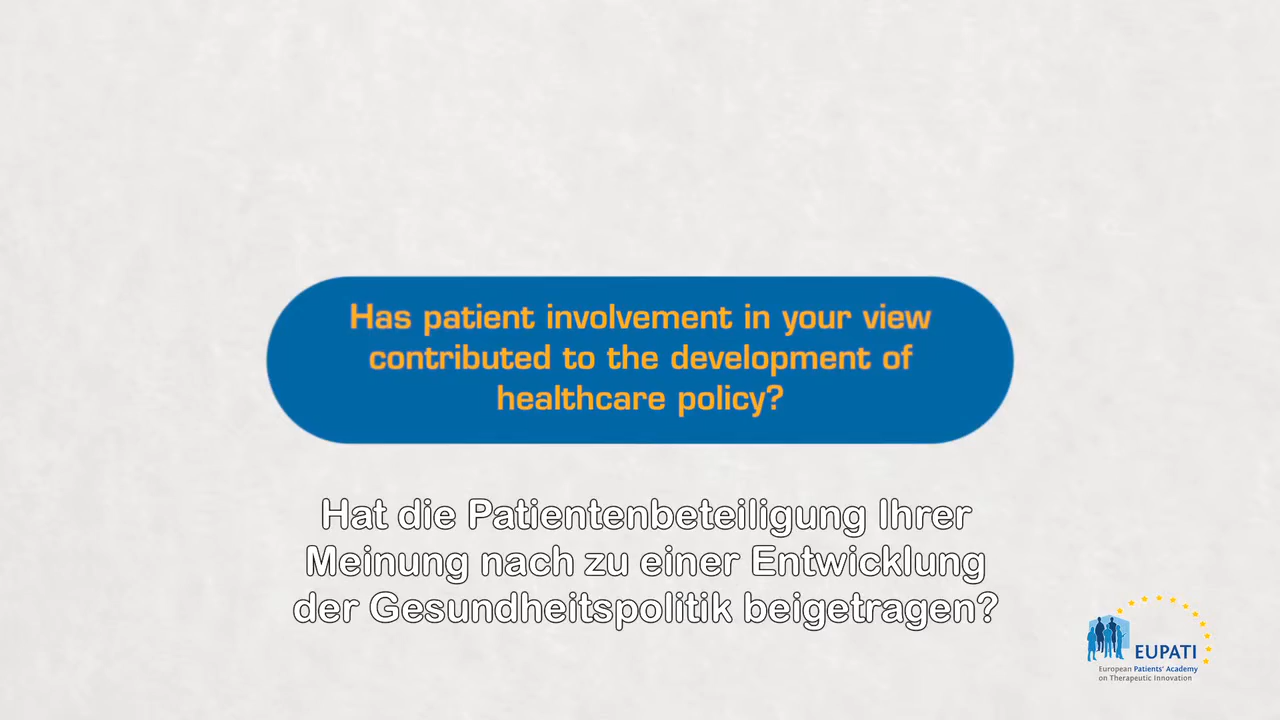 Has patient involvement in your view
contributed to the development of
healthcare policy?
Hat die Patientenbeteiligung Ihrer
Meinung nach zu einer Entwicklung
der Gesundheitspolitik beigetragen?
EUPATI
European Patients' Academy
on Therapeutic Innovation